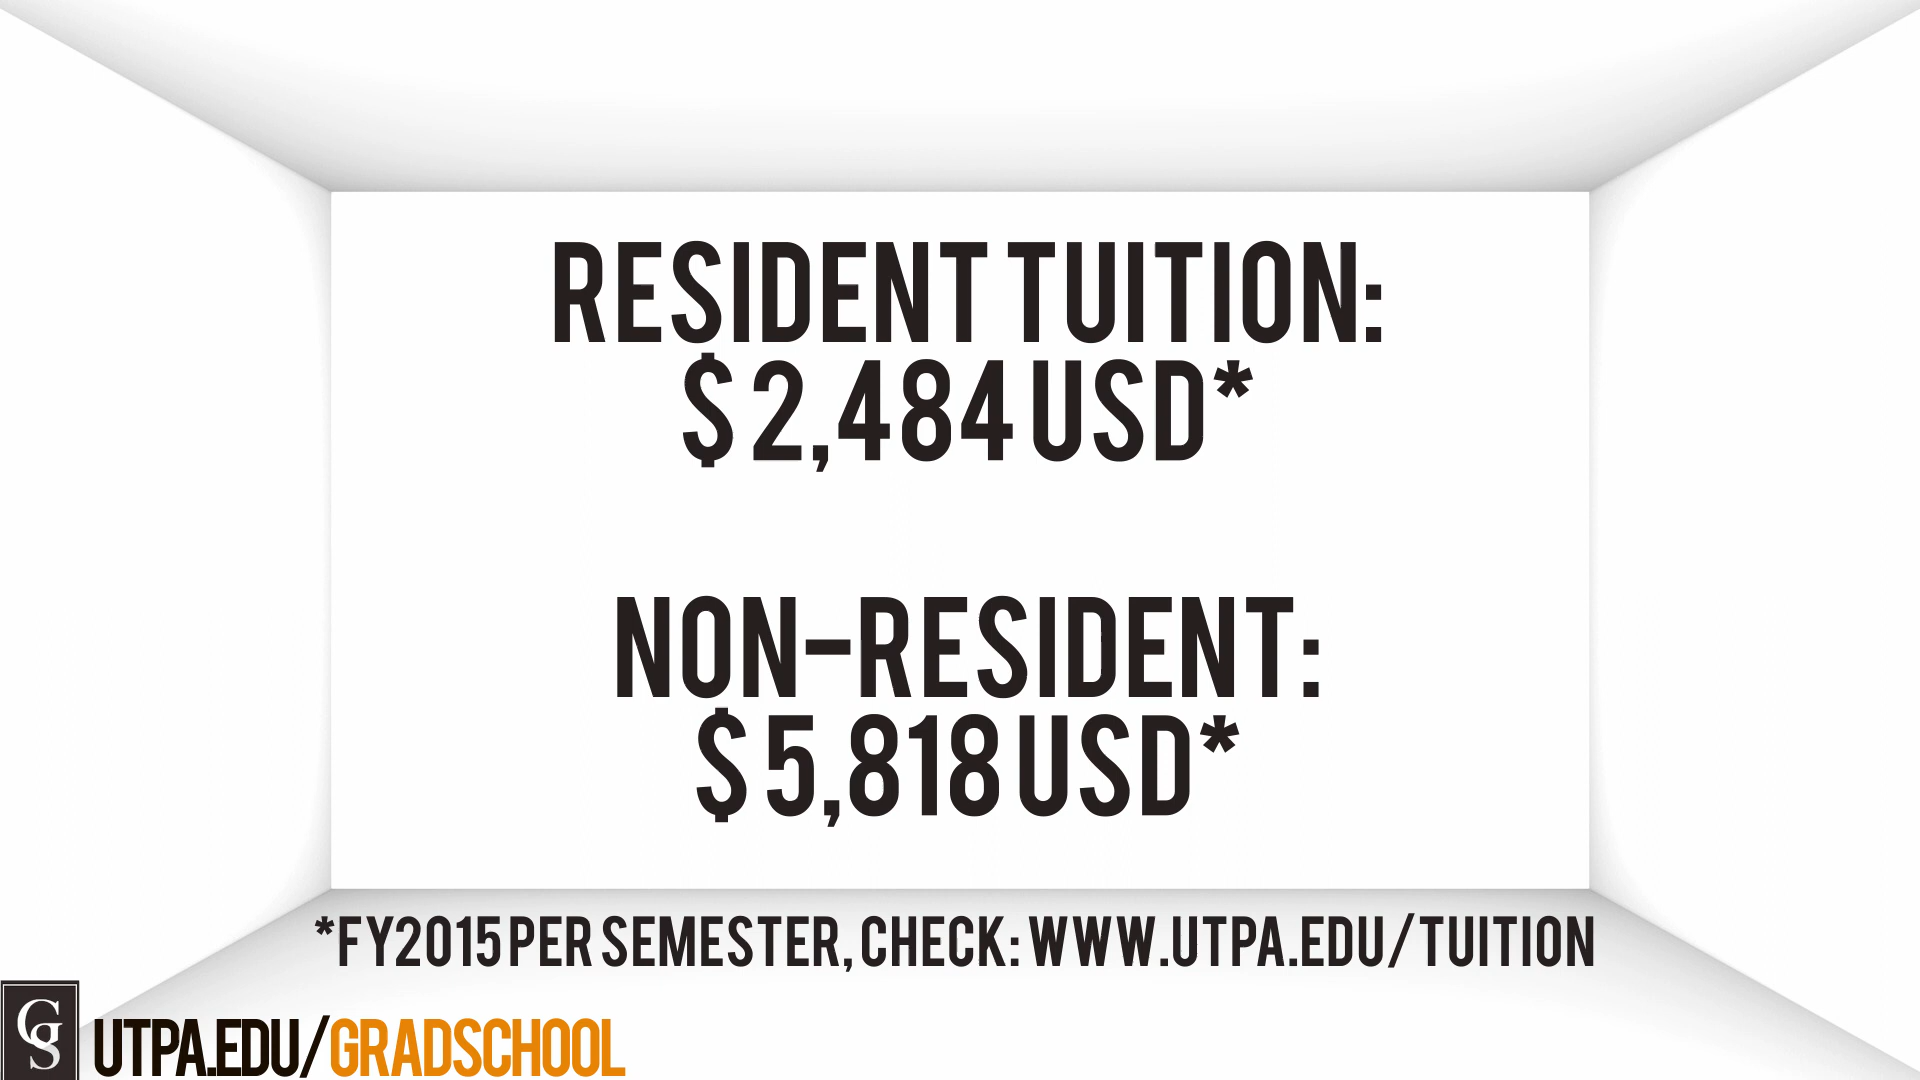 RESIDENT TUITION:
$2,484 USD*
NON-RESIDENT:
$5,818 USD*
*FY2015 PER SEMESTER, CHECK: WWW.UTPA.EDU/TUITION
GS
UTPA.EDU/GRADSCHOOL